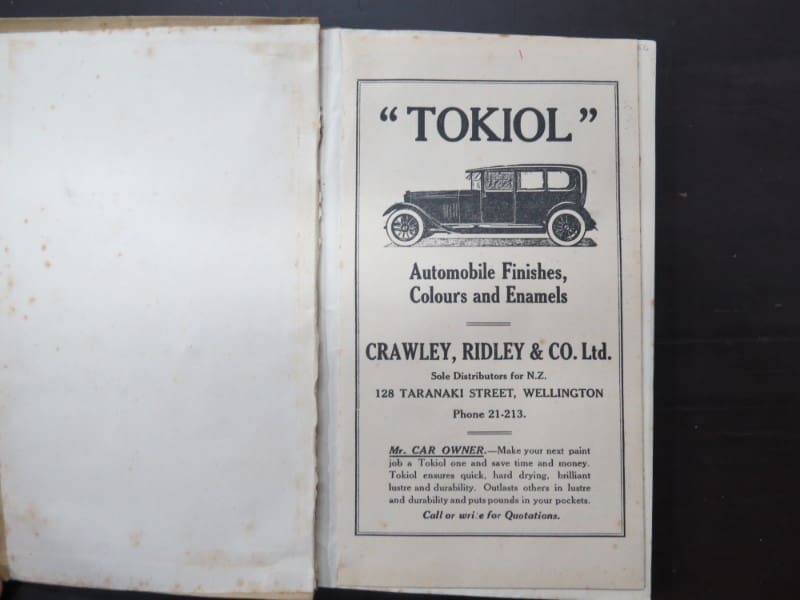 “TOKIOL”
Automobile Finishes,
Colours and Enamels
CRAWLEY, RIDLEY & CO. Ltd.
Sole Distributors for N.Z.
128 TARANAKI STREET, WELLINGTON
Phone 21-213.
Mr. CAR OWNER.—Make your next paint
job a Tokiol one and save time and money.
Tokiol ensures quick, hard drying, brilliant
lustre and durability. Outlasts others in lustre
and durability and puts pounds in your pockets.
Call or write for Quotations.